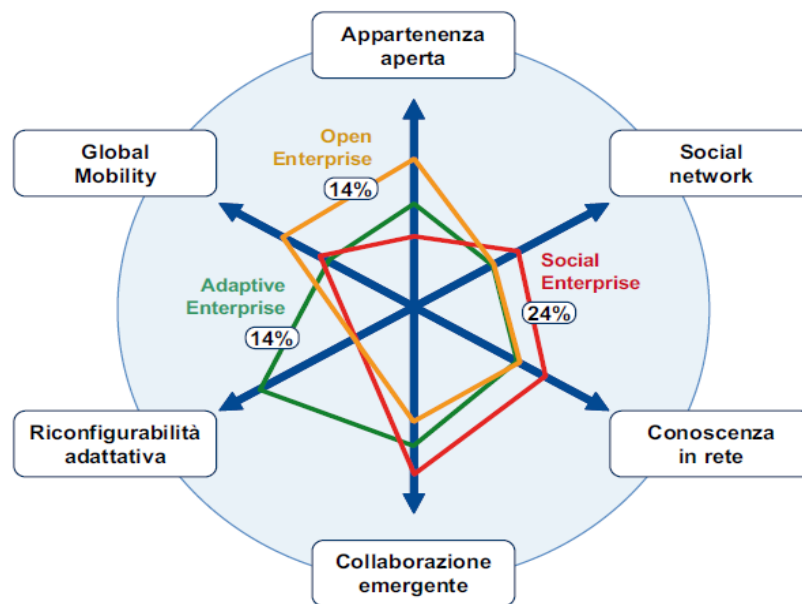 Appartenenza
aperta
Open
Enterprise
14%
Global
Mobility
Social
network
Social
Enterprise
24%
Adaptive
Enterprise
14%
Riconfigurabilità
adattativa
Conoscenza
in rete
Collaborazione
emergente